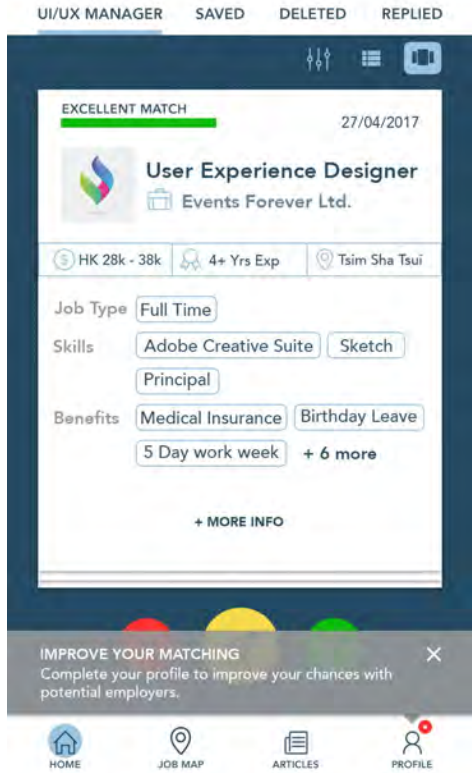 UI/UX MANAGER SAVED DELETED REPLIED
EXCELLENT MATCH
27/04/2017
User Experience Designer
Events Forever Ltd.
HK 28k - 38k 4+ Yrs Exp Tsim Sha Tsui
Job Type Full Time
Skills Adobe Creative Suite Sketch
Principal
Benefits Medical Insurance Birthday Leave
5 Day work week + 6 more
+ MORE INFO
IMPROVE YOUR MATCHING
Complete your profile to improve your chances with
potential employers.
HOME JOB MAP ARTICLES PROFILE